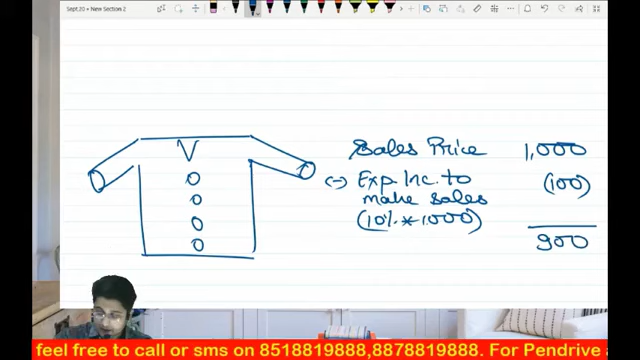 Sept.20 • New Section 2
V
Sales Price 1,000
(-) Exp. Inc. to (100)
make sales
(10% * 1000)
900
feel free to call or sms on 8518819888,8878819888. For Pendrive